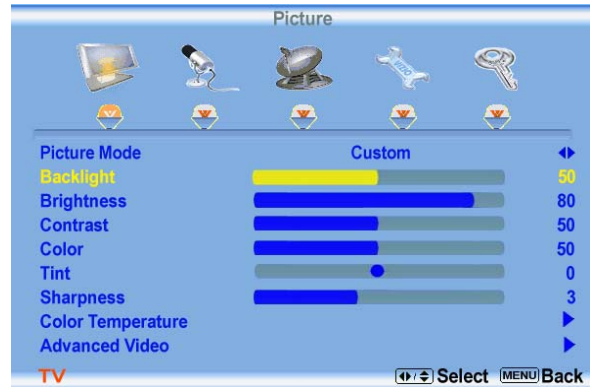 Picture
Picture Mode Custom
Backlight 50
Brightness 80
Contrast 50
Color 50
Tint 0
Sharpness 3
Color Temperature
Advanced Video
TV Select MENU Back